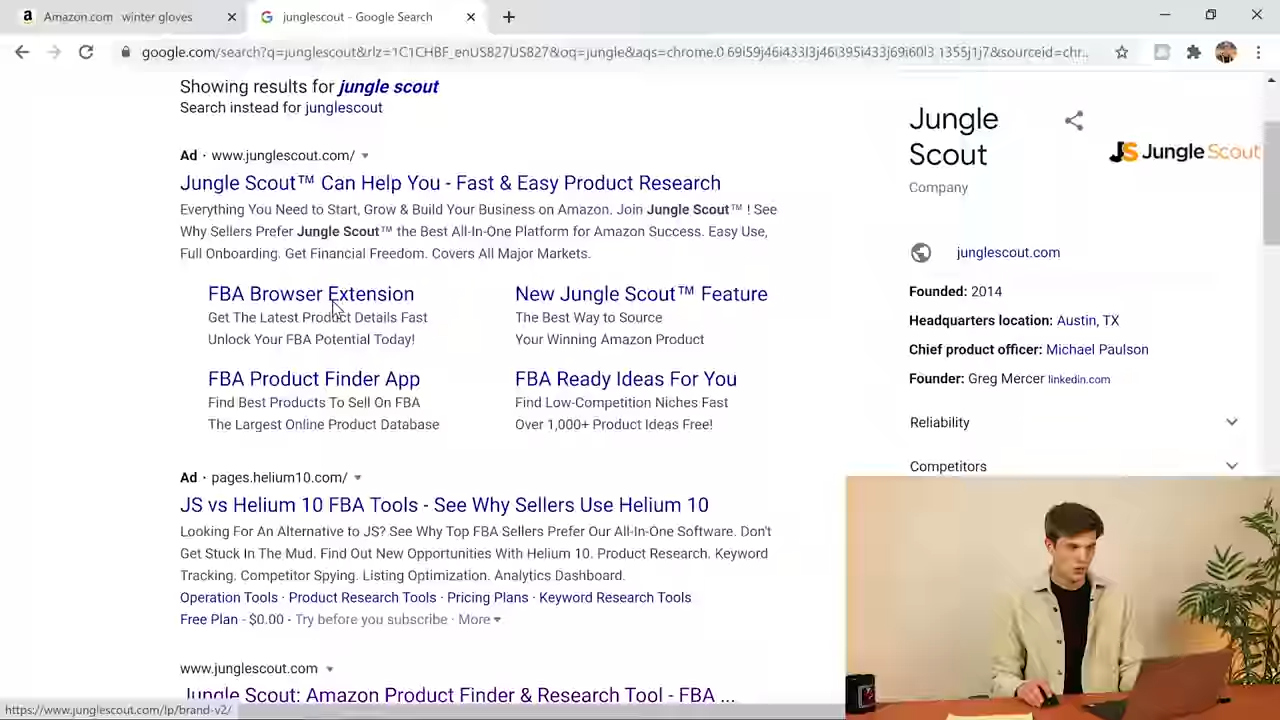 Amazon.com winter gloves
junglescout - Google Search
google.com/search?q=junglescout&rlz=1C1CHBF_enUS827US827&oq=jungle&aqs=chrome.0.69i59j46i433l3j46i395i433j69i60l3.1355j1j7&sourceid=chr...
Showing results for jungle scout
Search instead for junglescout
Ad · www.junglescout.com/
Jungle Scout™ Can Help You - Fast & Easy Product Research
Everything You Need to Start, Grow & Build Your Business on Amazon. Join Jungle Scout™ ! See
Why Sellers Prefer Jungle Scout™ the Best All-In-One Platform for Amazon Success. Easy Use,
Full Onboarding. Get Financial Freedom. Covers All Major Markets.
FBA Browser Extension
Get The Latest Product Details Fast
Unlock Your FBA Potential Today!
New Jungle Scout™ Feature
The Best Way to Source
Your Winning Amazon Product
FBA Product Finder App
Find Best Products To Sell On FBA
The Largest Online Product Database
FBA Ready Ideas For You
Find Low-Competition Niches Fast
Over 1,000+ Product Ideas Free!
Ad · pages.helium10.com/
JS vs Helium 10 FBA Tools - See Why Sellers Use Helium 10
Looking For An Alternative to JS? See Why Top FBA Sellers Prefer Our All-In-One Software. Don't
Get Stuck In The Mud. Find Out New Opportunities With Helium 10. Product Research. Keyword
Tracking. Competitor Spying. Listing Optimization. Analytics Dashboard.
Operation Tools · Product Research Tools · Pricing Plans · Keyword Research Tools
Free Plan - $0.00 - Try before you subscribe · More
www.junglescout.com
Jungle Scout: Amazon Product Finder & Research Tool - FBA ...
https://www.junglescout.com/lp/brand-v2/
Jungle
Scout
Company
JS Jungle Scout
junglescout.com
Founded: 2014
Headquarters location: Austin, TX
Chief product officer: Michael Paulson
Founder: Greg Mercer linkedin.com
Reliability
Competitors